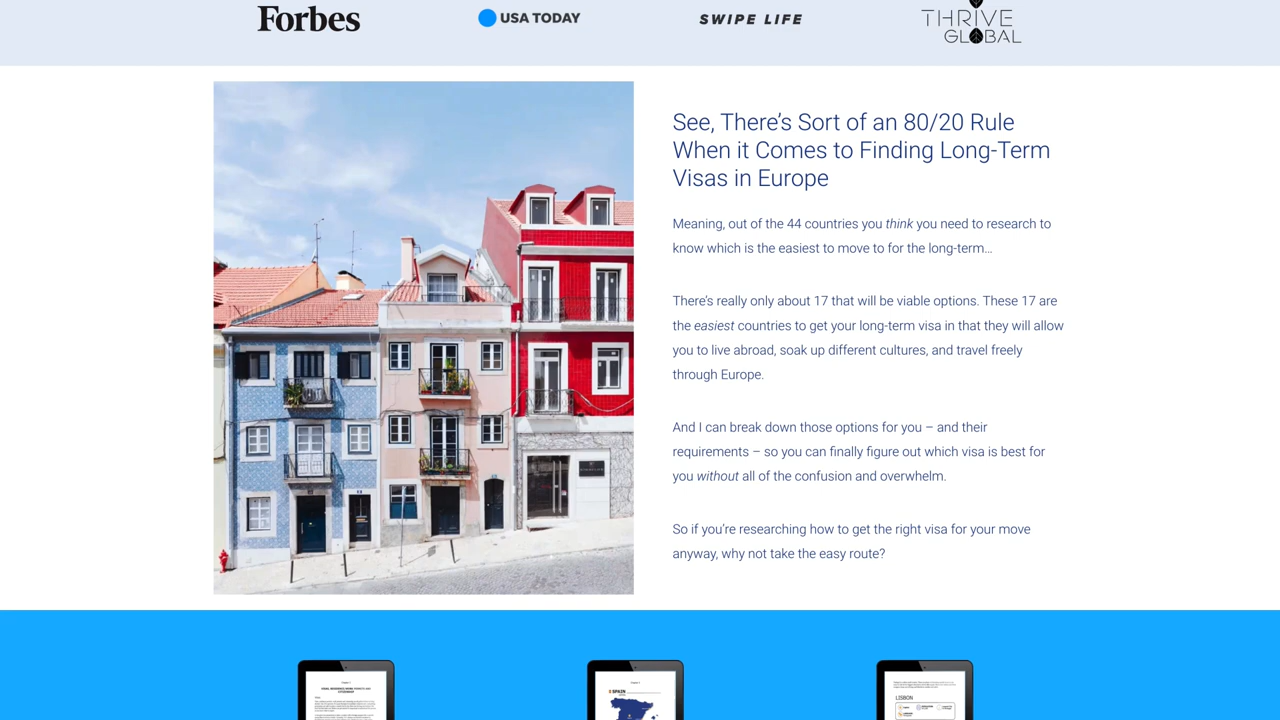 Forbes
USA TODAY
SWIPE LIFE
THRIVE
GLOBAL
See, There's Sort of an 80/20 Rule
When it Comes to Finding Long-Term
Visas in Europe
Meaning, out of the 44 countries you think you need to research to
know which is the easiest to move to for the long-term...
There's really only about 17 that will be viable options. These 17 are
the easiest countries to get your long-term visa in that they will allow
you to live abroad, soak up different cultures, and travel freely
through Europe.
And I can break down those options for you – and their
requirements – so you can finally figure out which visa is best for
you without all of the confusion and overwhelm.
So if you're researching how to get the right visa for your move
anyway, why not take the easy route?
SPAIN
LISBON